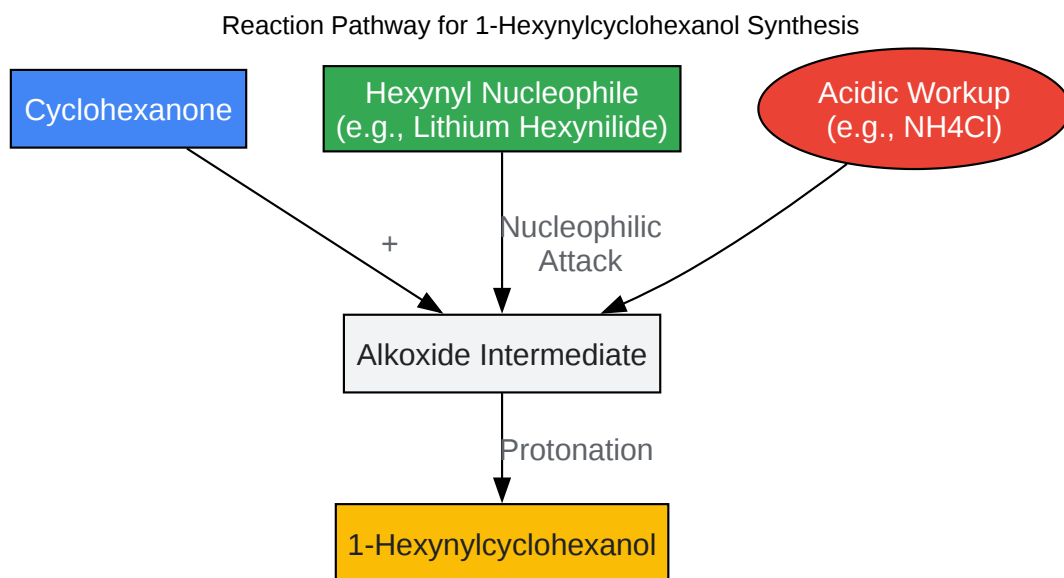 Reaction Pathway for 1-Hexynylcyclohexanol Synthesis
Cyclohexanone
Hexynyl Nucleophile
(e.g., Lithium Hexynilide)
Acidic Workup
(e.g., NH4Cl)
+
Nucleophilic
Attack
Alkoxide Intermediate
Protonation
1-Hexynylcyclohexanol